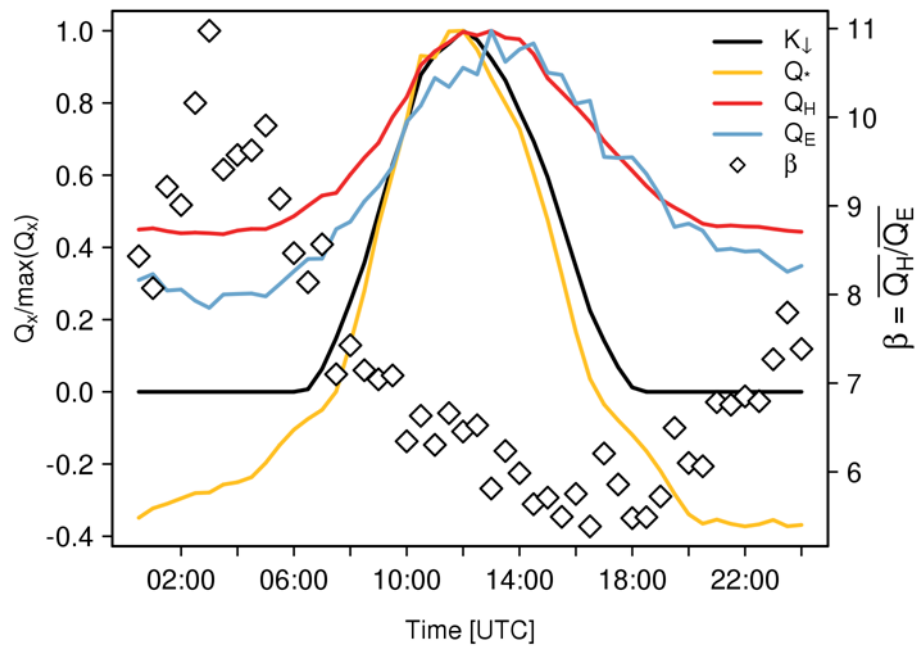 Qx/max(Qx)
1.0
0.8
0.6
0.4
0.2
0.0
-0.2
-0.4
K↓
Q*
QH
QE
β
11
10
9
8
7
6
β = QH/QE
02:00 06:00 10:00 14:00 18:00 22:00
Time [UTC]